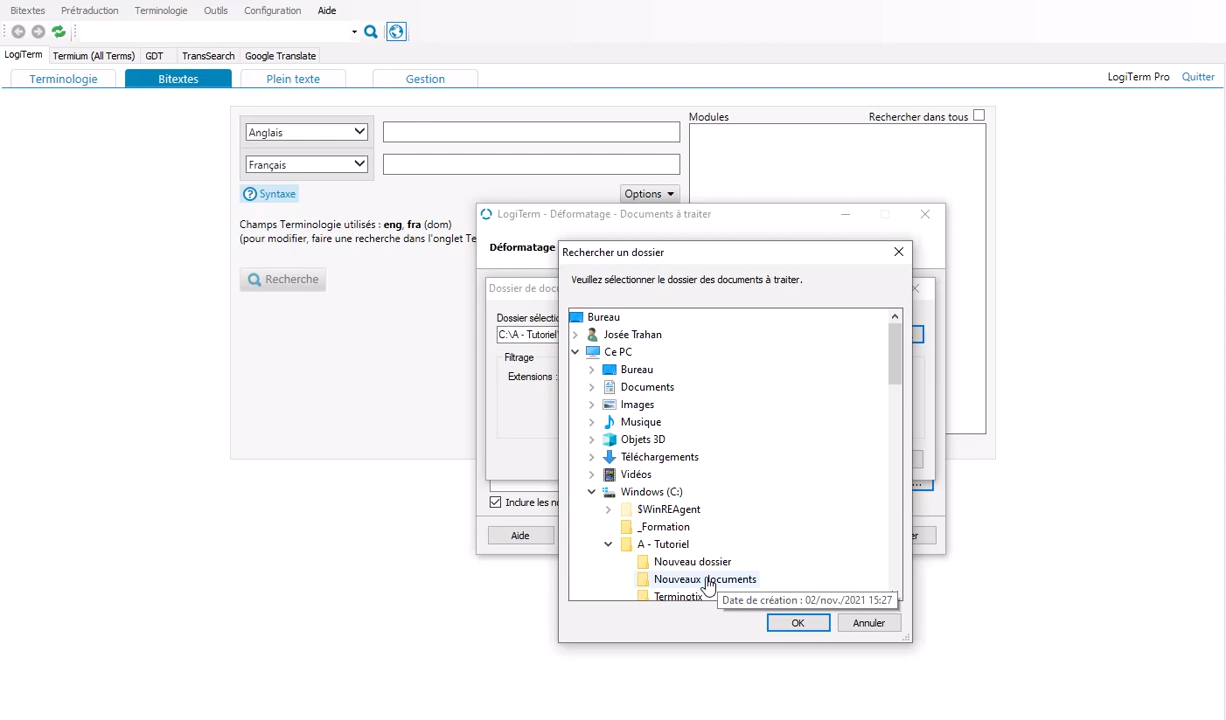 Bitextes Prétraduction Terminologie Outils Configuration Aide
LogiTerm Termium (All Terms) GDT TransSearch Google Translate
Terminologie Bitextes Plein texte Gestion LogiTerm Pro Quitter
Anglais
Français
? Syntaxe
Options
Champs Terminologie utilisés : eng, fra (dom)
(pour modifier, faire une recherche dans l'onglet Te
Recherche
Modules Rechercher dans tous
LogiTerm - Déformatage - Documents à traiter
Déformatage
Dossier de docu
Dossier sélectio
C:\A - Tutoriel\
Filtrage
Extensions :
...
Inclure les no
Aide
er
Rechercher un dossier
Veuillez sélectionner le dossier des documents à traiter.
Bureau
Josée Trahan
Ce PC
Bureau
Documents
Images
Musique
Objets 3D
Téléchargements
Vidéos
Windows (C:)
$WinREAgent
_Formation
A - Tutoriel
Nouveau dossier
Nouveaux documents
Terminotix
Date de création : 02/nov./2021 15:27
OK Annuler